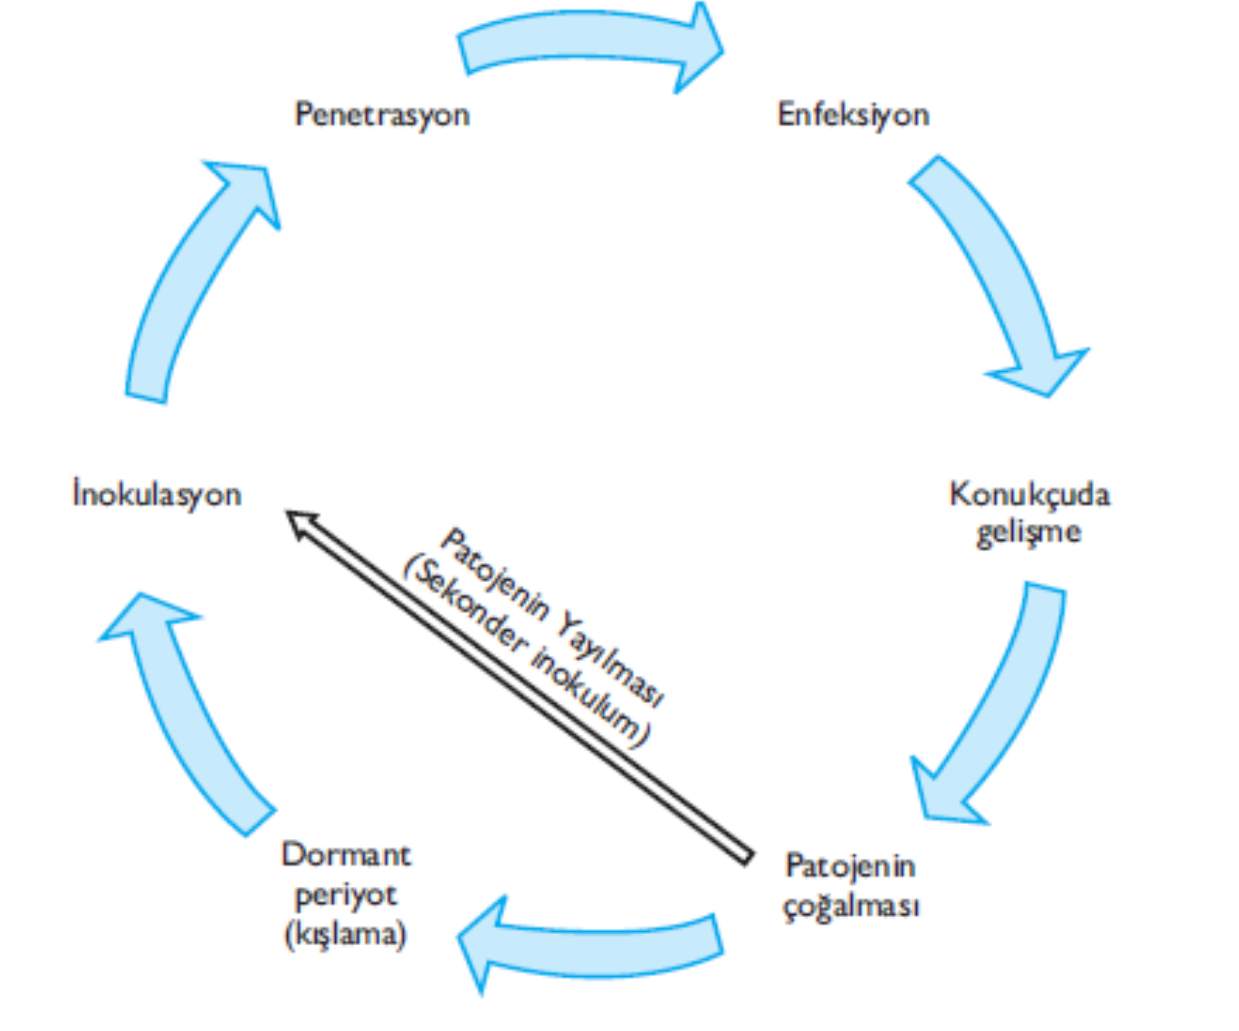 Penetrasyon
Enfeksiyon
İnokulasyon
Konukçuda
gelişme
Patojenin Yayılması
(Sekonder inokulum)
Dormant
periyot
(kışlama)
Patojenin
çoğalması